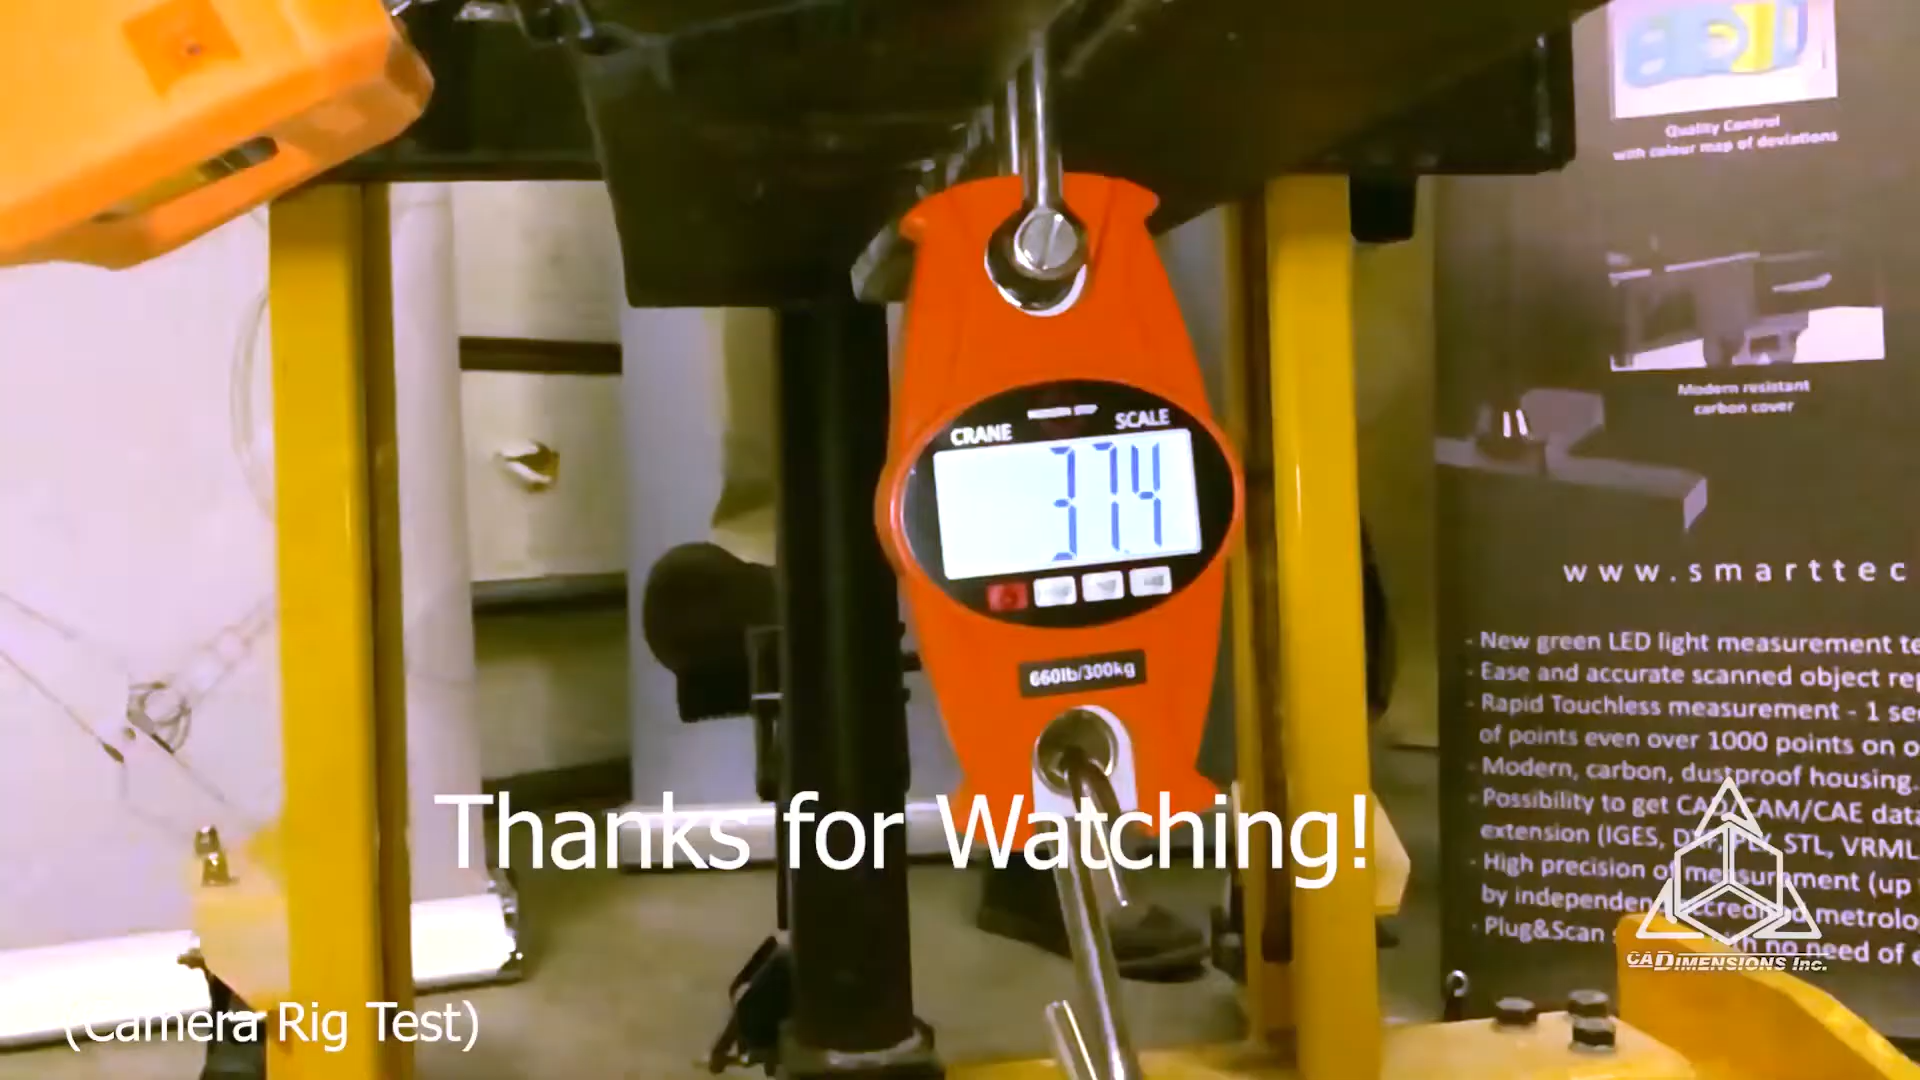 Quality Control
with colour map of deviations
Modern resistant
carbon cover
CRANE SCALE
37.4
660lb/300kg
www.smarttec
- New green LED light measurement te
- Ease and accurate scanned object rep
- Rapid Touchless measurement - 1 sec
of points even over 1000 points on o
- Modern, carbon, dustproof housing.
- Possibility to get CAD/CAM/CAE data
extension (IGES, STL, VRML
- High precision of measurement (up
by independen accredi metrolo
- Plug&Scan with no need of
Thanks for Watching!
CADIMENSIONS Inc.
(Camera Rig Test)